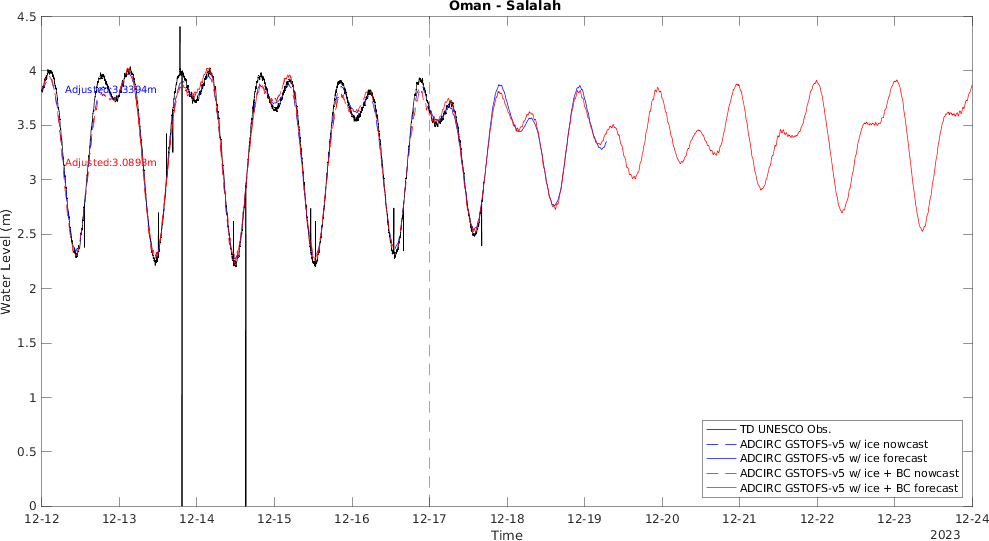 Oman - Salalah
Water Level (m)
4.5
4
3.5
3
2.5
2
1.5
1
0.5
0
Adjusted:3.3394m
Adjusted:3.0893m
TD UNESCO Obs.
ADCIRC GSTOFS-v5 w/ ice nowcast
ADCIRC GSTOFS-v5 w/ ice forecast
ADCIRC GSTOFS-v5 w/ ice + BC nowcast
ADCIRC GSTOFS-v5 w/ ice + BC forecast
12-12 12-13 12-14 12-15 12-16 12-17 12-18 12-19 12-20 12-21 12-22 12-23 12-24
Time
2023